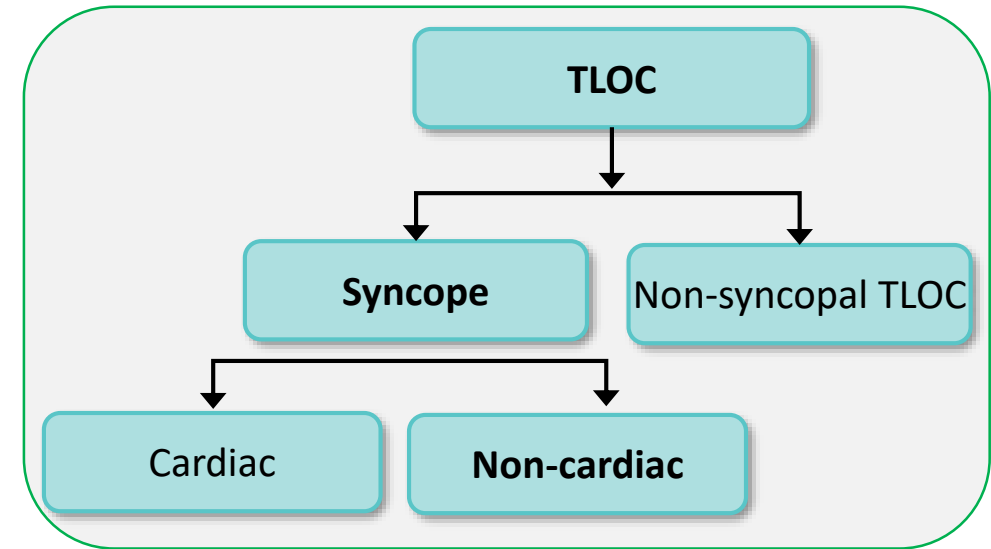 TLOC
Syncope
Non-syncopal TLOC
Cardiac
Non-cardiac